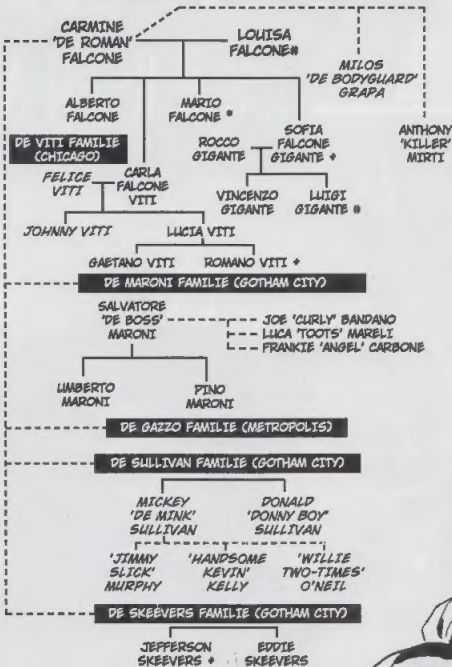 CARMINE
'DE ROMAN'
FALCONE
LOUISA
FALCONE#
MILOS
'DE BODYGUARD'
GRAPA
ALBERTO
FALCONE
MARIO
FALCONE *
SOFIA
FALCONE
GIGANTE +
ANTHONY
'KILLER'
MIRTI
DE VITI FAMILIE
(CHICAGO)
ROCCO
GIGANTE
FELICE
VITI
CARLA
FALCONE
VITI
VINCENZO
GIGANTE
LUIGI
GIGANTE #
JOHNNY VITI
LUCIA VITI
GAETANO VITI
ROMANO VITI +
DE MARONI FAMILIE (GOTHAM CITY)
SALVATORE
'DE BOSS'
MARONI
JOE 'CURLY' BANDANO
LUCA 'TOOTS' MARELI
FRANKIE 'ANGEL' CARBONE
UMBERTO
MARONI
PINO
MARONI
DE GAZZO FAMILIE (METROPOLIS)
DE SULLIVAN FAMILIE (GOTHAM CITY)
MICKEY
'DE MINK'
SULLIVAN
DONALD
'DONNY BOY'
SULLIVAN
'JIMMY
SLICK'
MURPHY
'HANDSOME
KEVIN'
KELLY
'WILLIE
TWO-TIMES'
O'NEIL
DE SKEEVERS FAMILIE (GOTHAM CITY)
JEFFERSON
SKEEVERS +
EDDIE
SKEEVERS